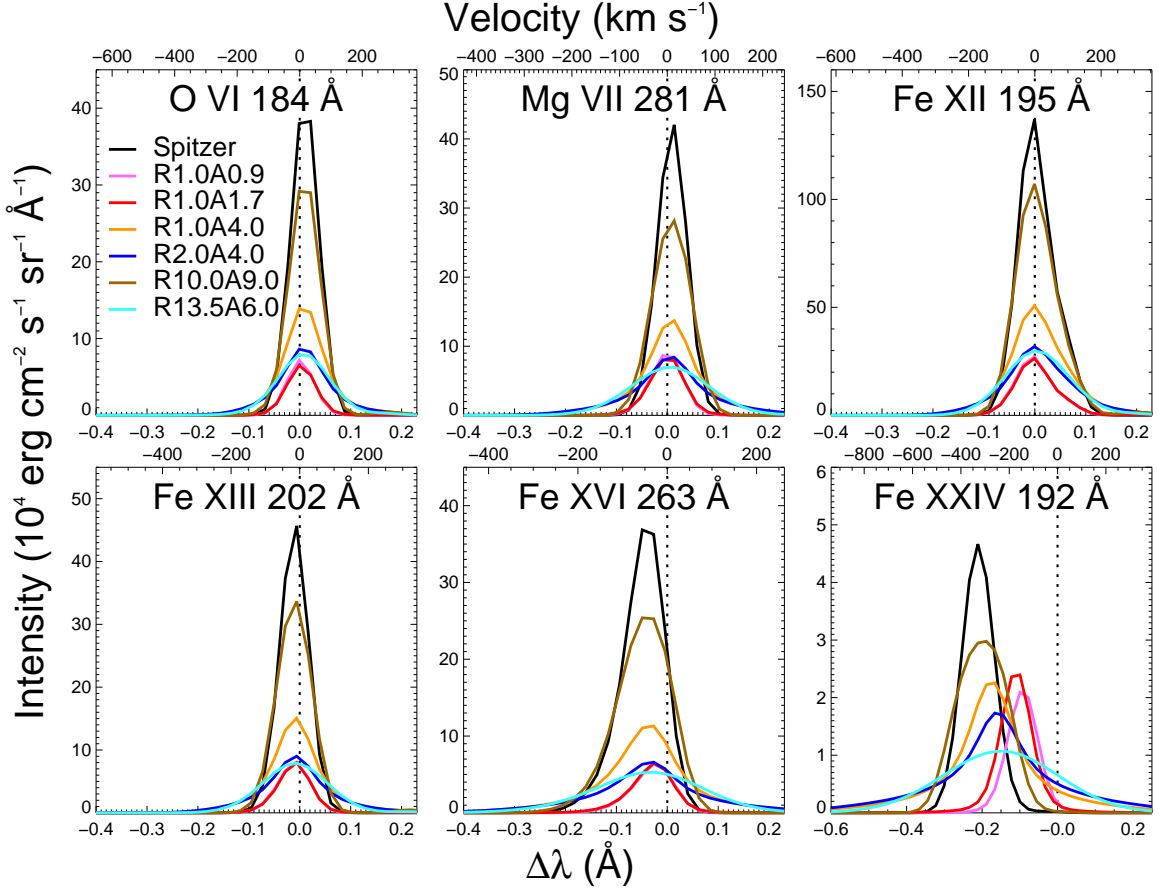 Velocity (km s⁻¹)
−600 −400 −200 0 200
−400 −300 −200 −100 0 100 200
−600 −400 −200 0 200
O VI 184 Å
Mg VII 281 Å
Fe XII 195 Å
Spitzer
R1.0A0.9
R1.0A1.7
R1.0A4.0
R2.0A4.0
R10.0A9.0
R13.5A6.0
40
30
20
10
0
50
40
30
20
10
0
150
100
50
0
−0.4 −0.3 −0.2 −0.1 0.0 0.1 0.2
−0.4 −0.3 −0.2 −0.1 0.0 0.1 0.2
−0.4 −0.3 −0.2 −0.1 0.0 0.1 0.2
Intensity (10⁴ erg cm⁻² s⁻¹ sr⁻¹ Å⁻¹)
−400 −200 0 200
−400 −200 0 200
−800 −600 −400 −200 0 200
Fe XIII 202 Å
Fe XVI 263 Å
Fe XXIV 192 Å
50
40
30
20
10
0
40
30
20
10
0
6
5
4
3
2
1
0
−0.4 −0.3 −0.2 −0.1 0.0 0.1 0.2
−0.4 −0.3 −0.2 −0.1 0.0 0.1 0.2
−0.6 −0.4 −0.2 −0.0 0.2
Δλ (Å)